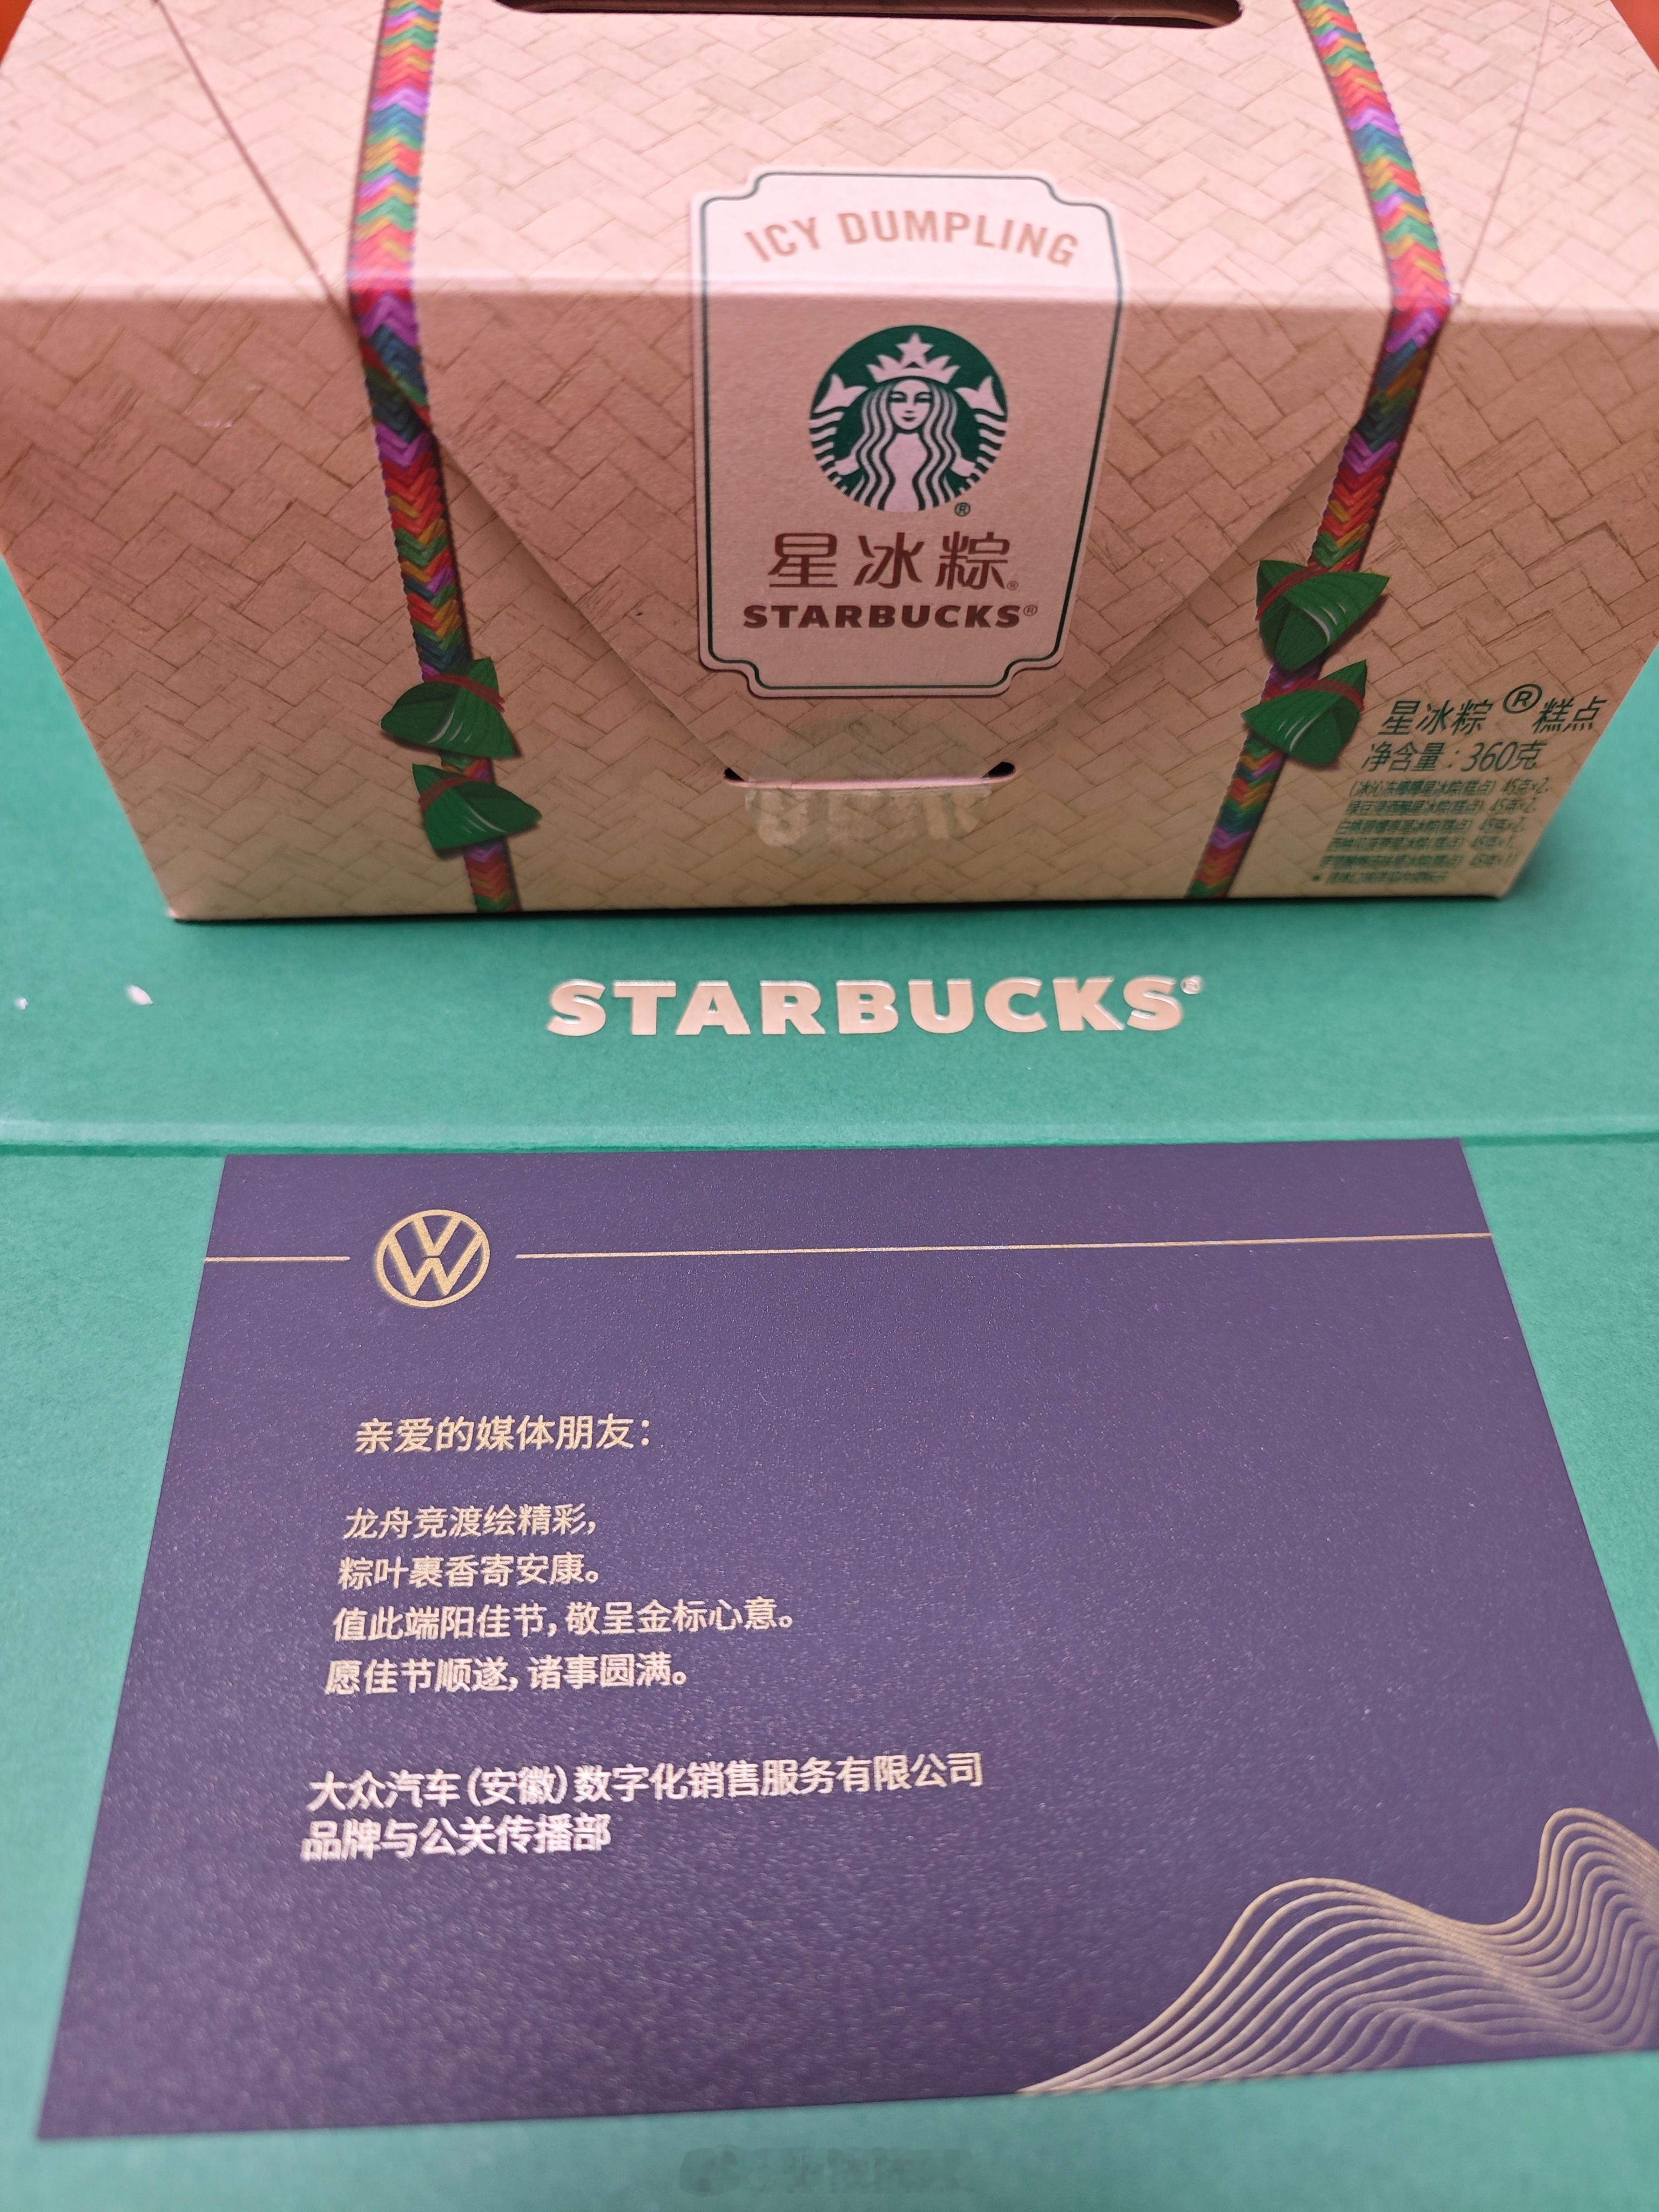 ICY DUMPLING
星冰粽®
STARBUCKS®
星冰粽®糕点
净含量:360克
STARBUCKS®
亲爱的媒体朋友:
龙舟竞渡绘精彩,
粽叶裹香寄安康。
值此端阳佳节,敬呈金标心意。
愿佳节顺遂,诸事圆满。
大众汽车(安徽)数字化销售服务有限公司
品牌与公关传播部